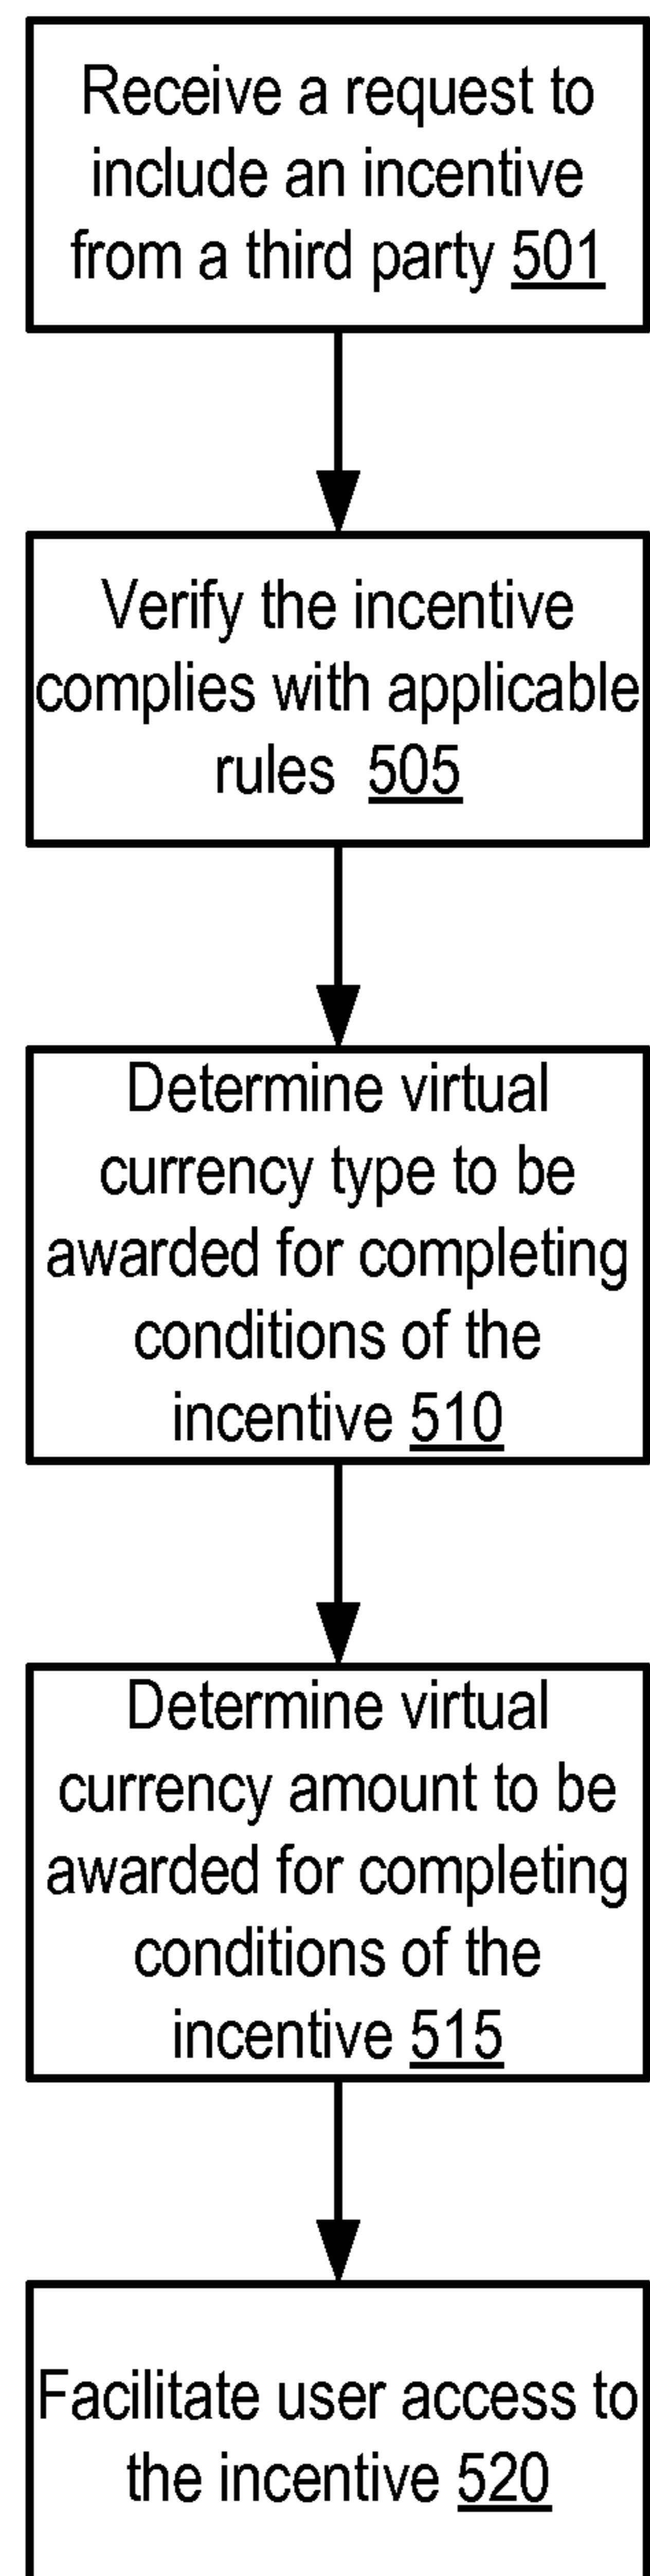 Receive a request to
include an incentive
from a third party 501
Verify the incentive
complies with applicable
rules 505
Determine virtual
currency type to be
awarded for completing
conditions of the
incentive 510
Determine virtual
currency amount to be
awarded for completing
conditions of the
incentive 515
Facilitate user access to
the incentive 520